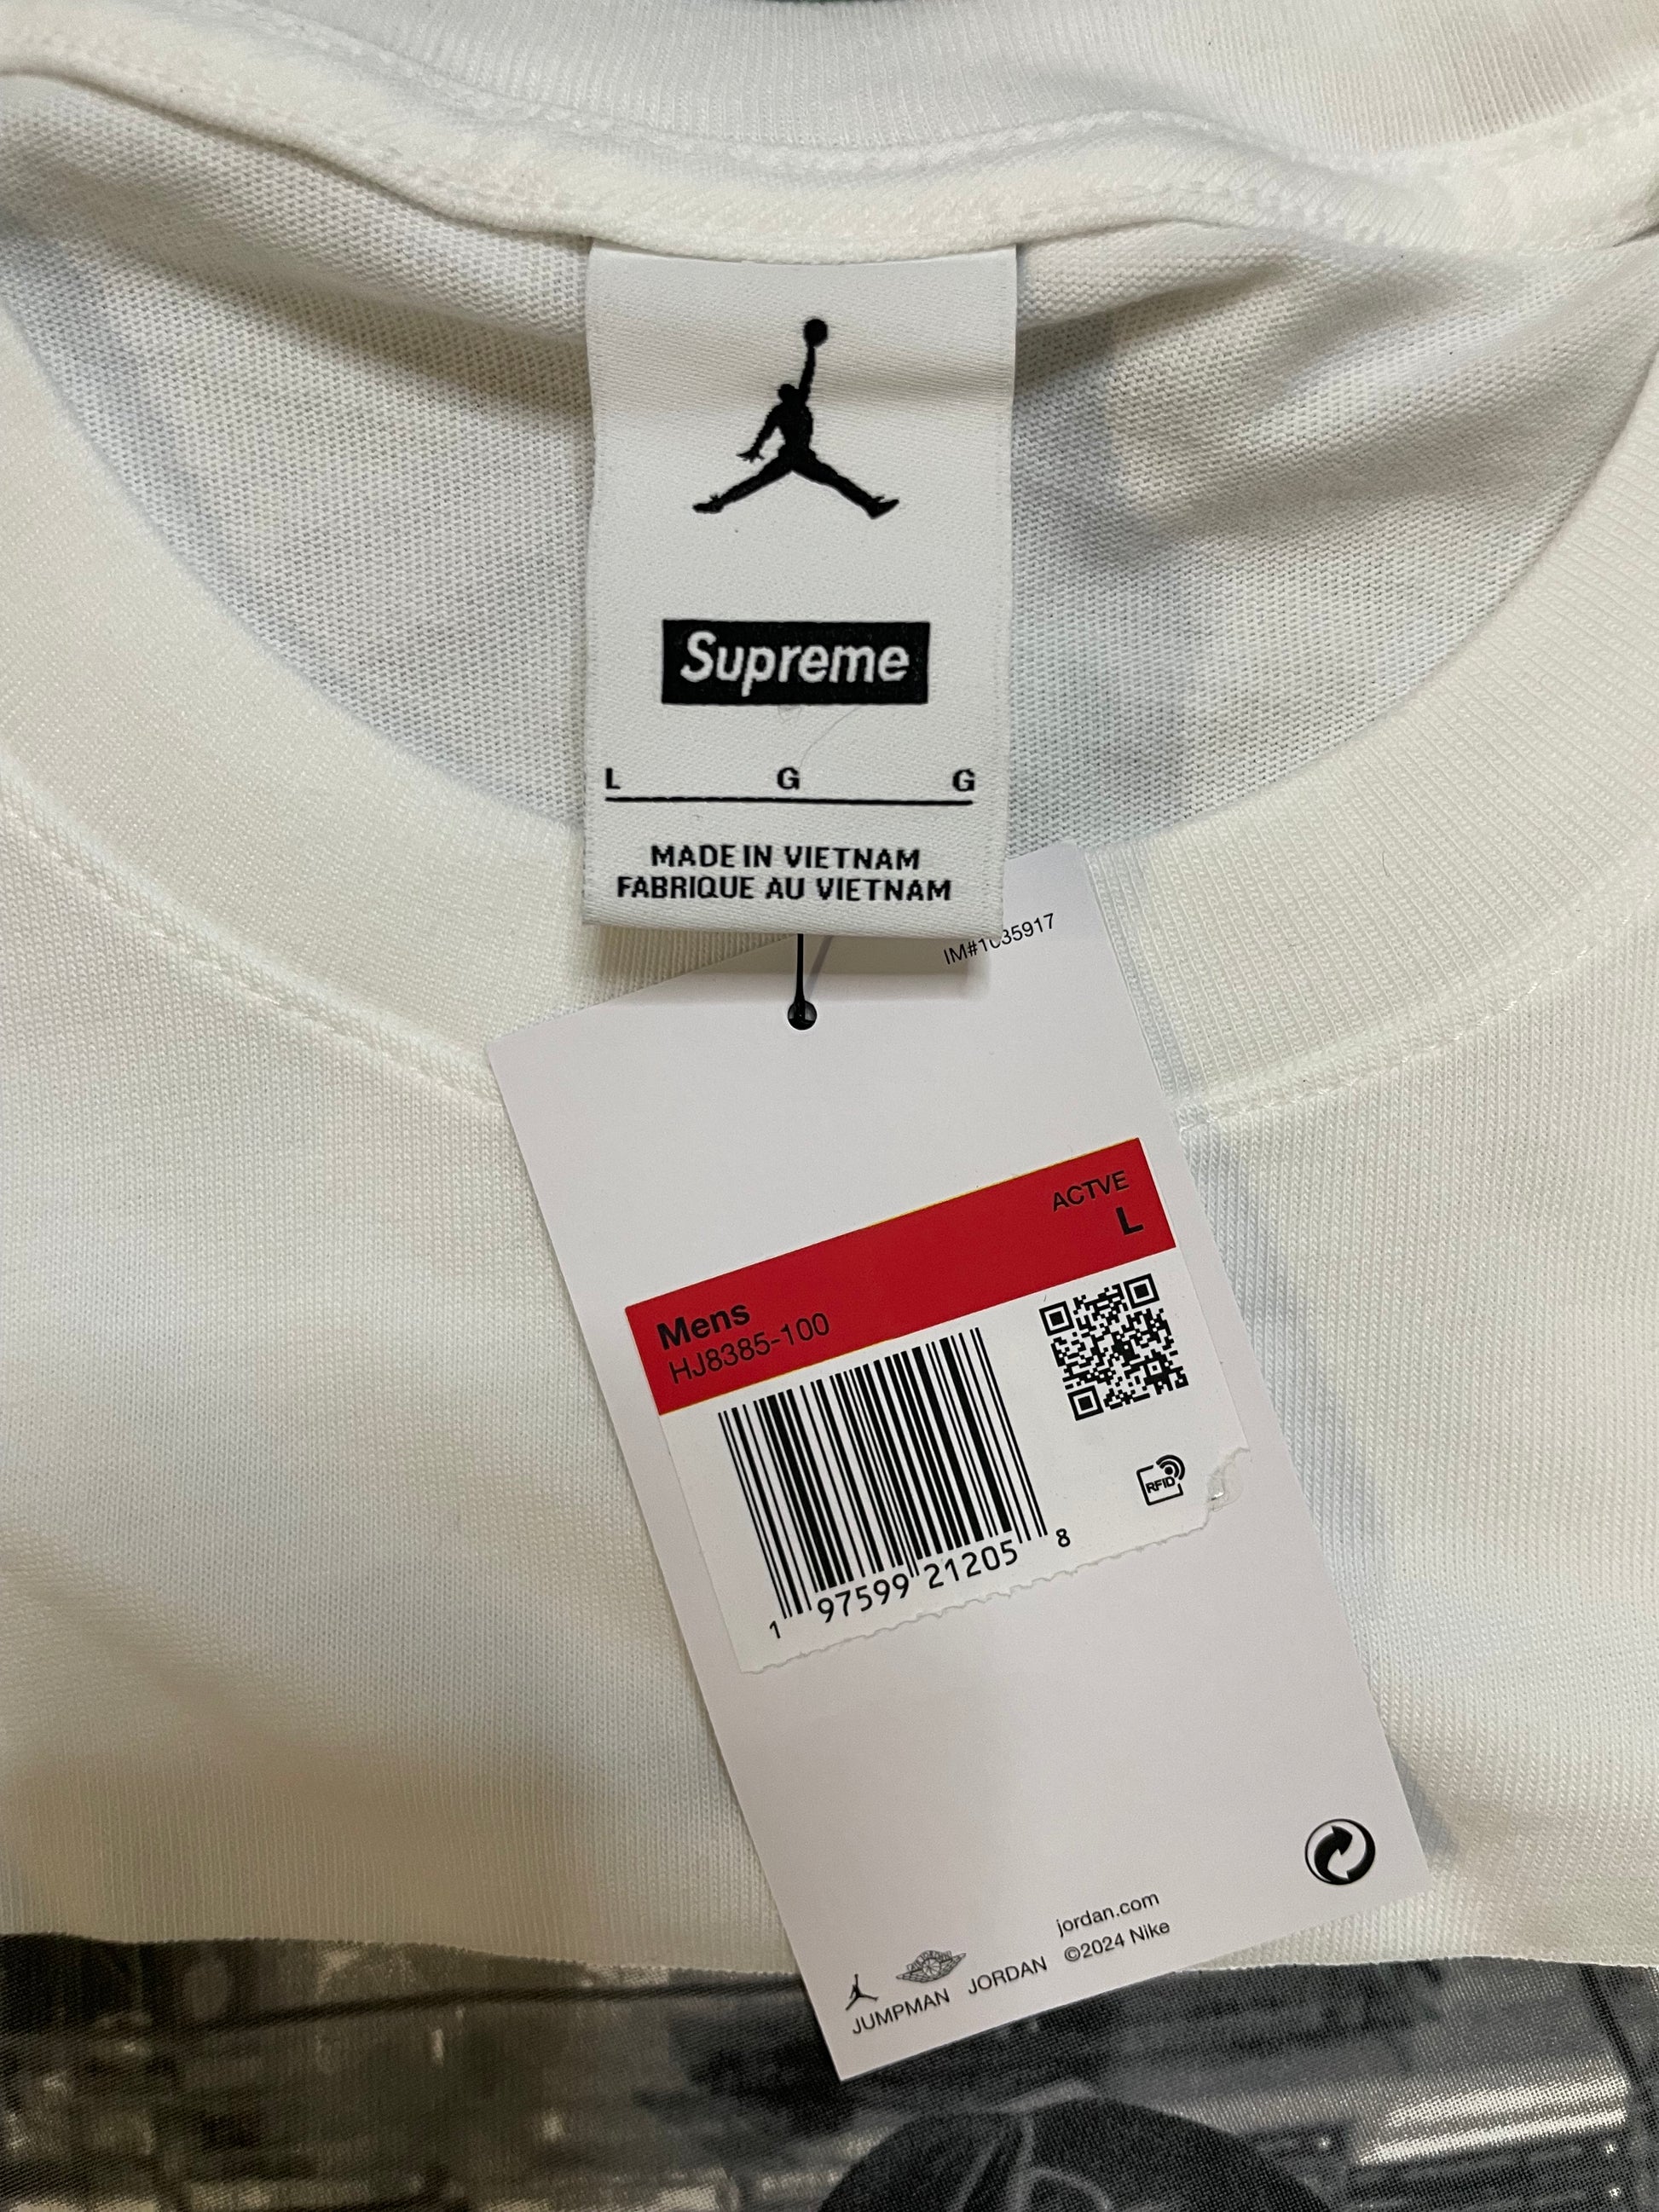 Supreme
L G G
MADE IN VIETNAM
FABRIQUE AU VIETNAM
ACTVE
L
Mens
HJ8385-100
RFID
1 97599 21205 8
jordan.com
©2024 Nike
JUMPMAN JORDAN